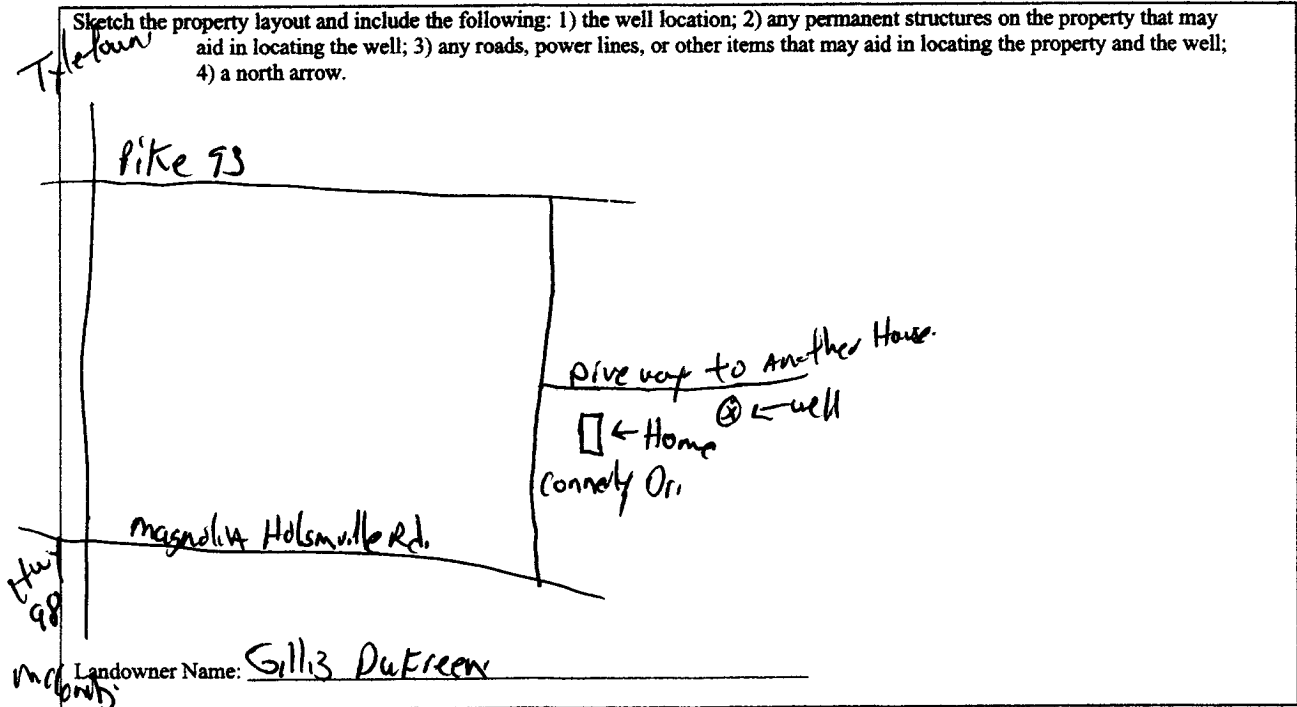 Sketch the property layout and include the following: 1) the well location; 2) any permanent structures on the property that may
aid in locating the well; 3) any roads, power lines, or other items that may aid in locating the property and the well;
4) a north arrow.
Pike 93
Drive way to Another House.
← well
← Home
Magnolia Holsmville Rd.
Hwy
98
Landowner Name: Gillis